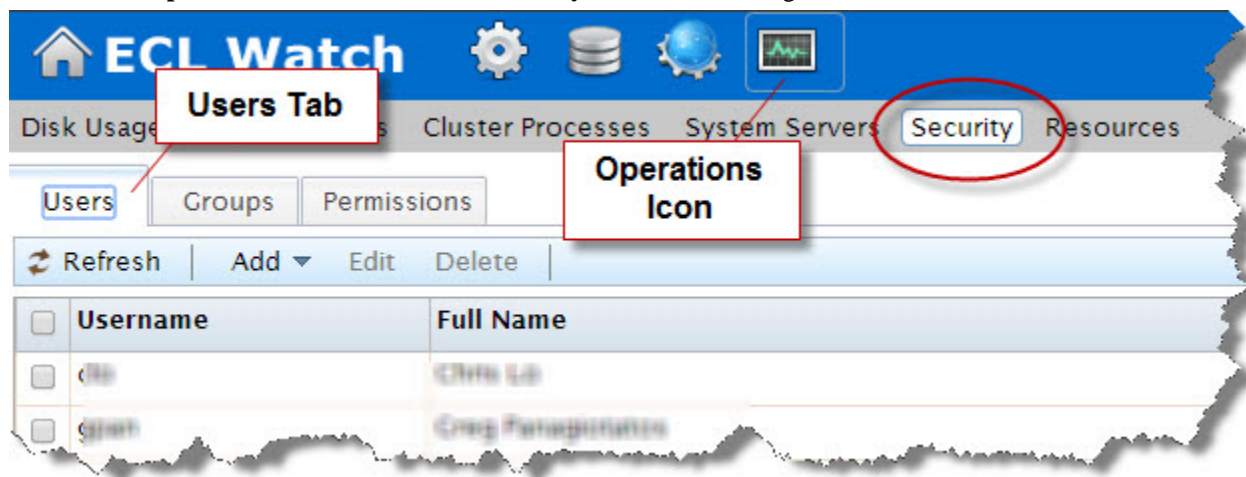 ECL Watch
Users Tab
Disk Usage Cluster Processes System Servers Security Resources
Operations
Icon
Users Groups Permissions
Refresh Add Edit Delete
Username Full Name